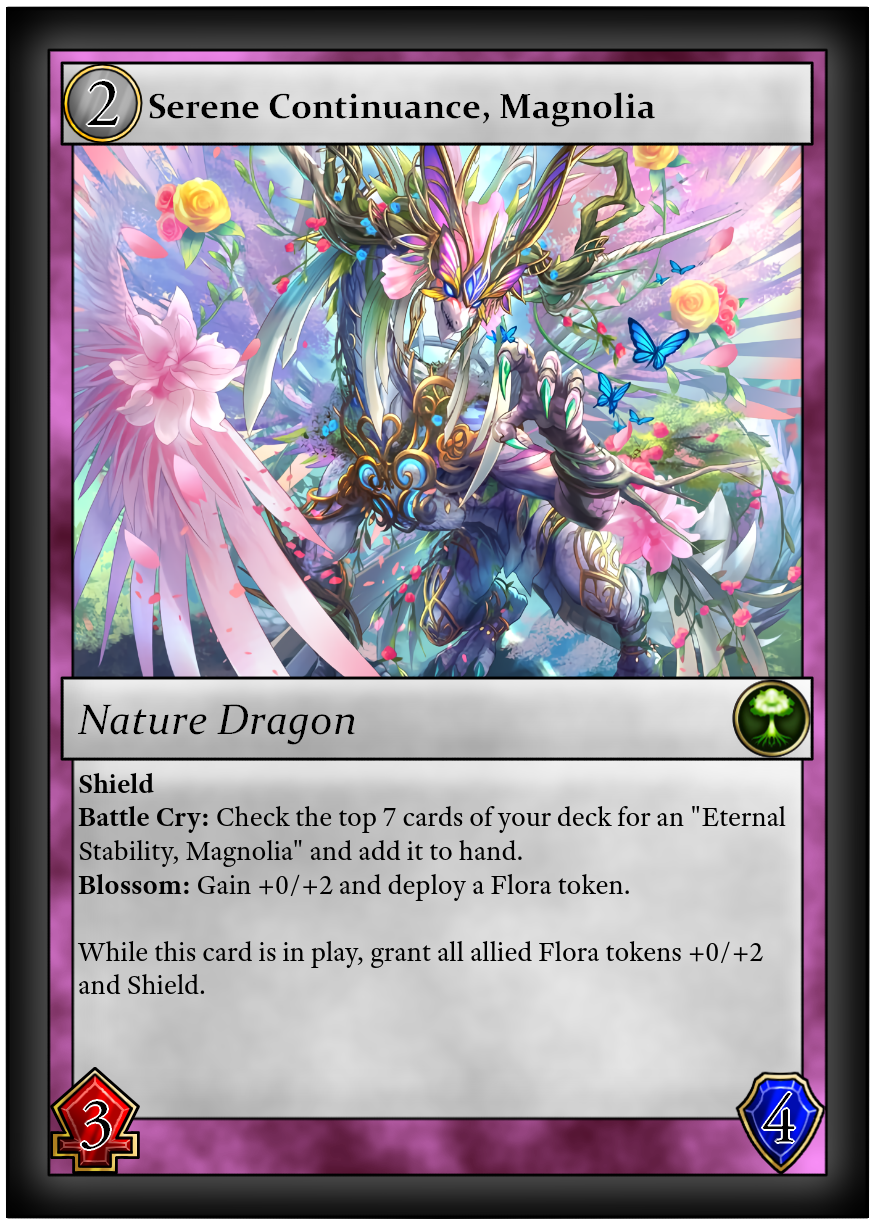 2 Serene Continuance, Magnolia
Nature Dragon
Shield
Battle Cry: Check the top 7 cards of your deck for an "Eternal
Stability, Magnolia" and add it to hand.
Blossom: Gain +0/+2 and deploy a Flora token.
While this card is in play, grant all allied Flora tokens +0/+2
and Shield.
3
4